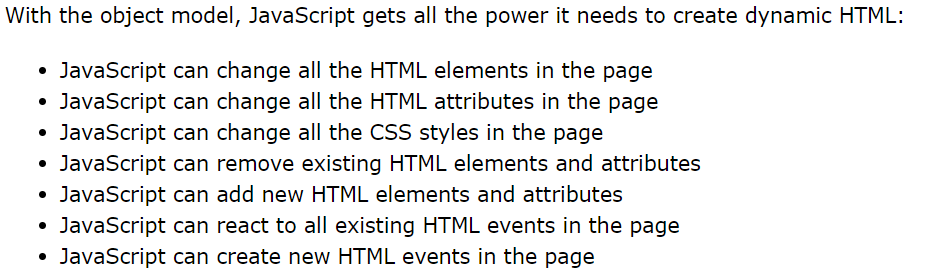 With the object model, JavaScript gets all the power it needs to create dynamic HTML:
• JavaScript can change all the HTML elements in the page
• JavaScript can change all the HTML attributes in the page
• JavaScript can change all the CSS styles in the page
• JavaScript can remove existing HTML elements and attributes
• JavaScript can add new HTML elements and attributes
• JavaScript can react to all existing HTML events in the page
• JavaScript can create new HTML events in the page